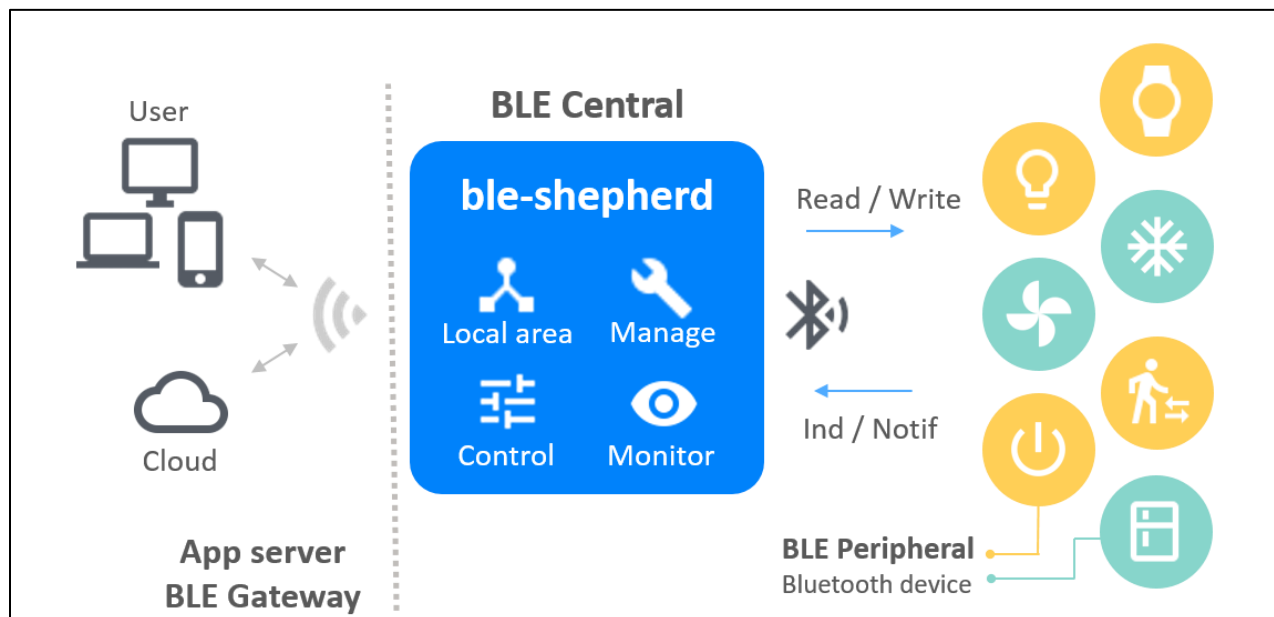 User
Cloud
App server
BLE Gateway
BLE Central
ble-shepherd
Local area
Manage
Control
Monitor
Read / Write
Ind / Notif
BLE Peripheral
Bluetooth device